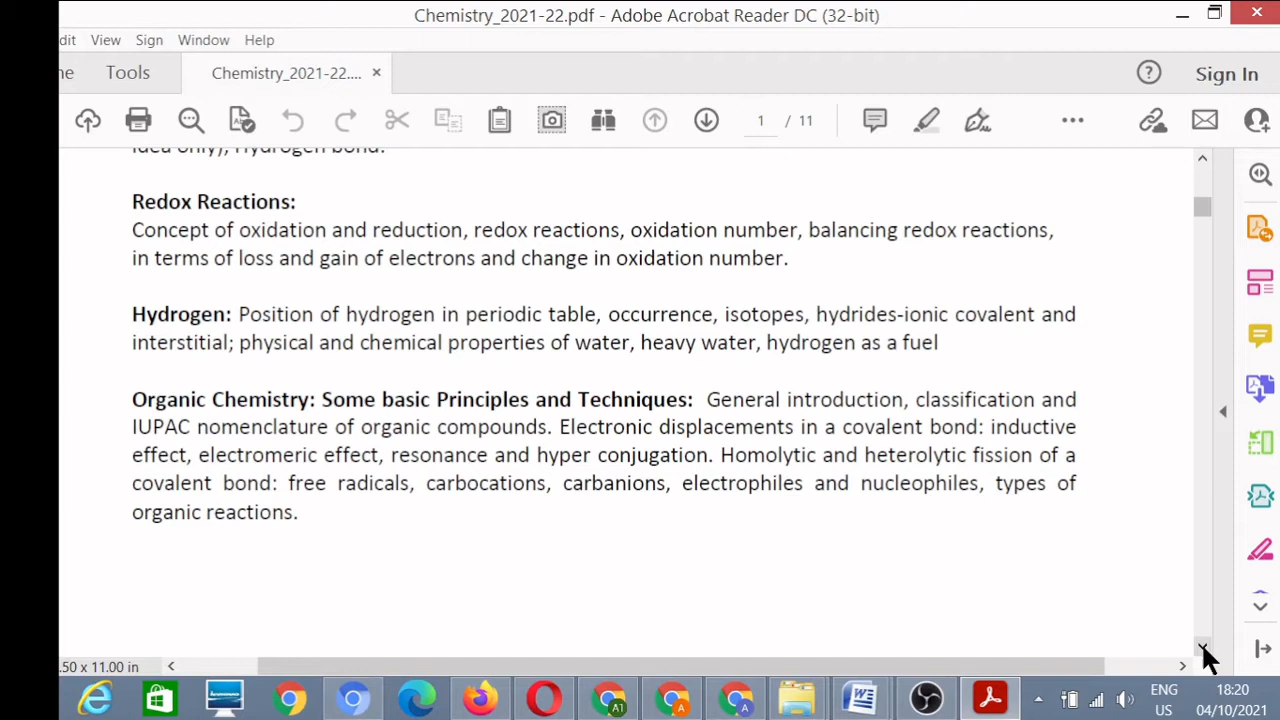 Chemistry_2021-22.pdf - Adobe Acrobat Reader DC (32-bit)
dit View Sign Window Help
me Tools Chemistry_2021-22.... × Sign In
1 / 11
idea only), Hydrogen bond.
Redox Reactions:
Concept of oxidation and reduction, redox reactions, oxidation number, balancing redox reactions,
in terms of loss and gain of electrons and change in oxidation number.
Hydrogen: Position of hydrogen in periodic table, occurrence, isotopes, hydrides-ionic covalent and
interstitial; physical and chemical properties of water, heavy water, hydrogen as a fuel
Organic Chemistry: Some basic Principles and Techniques: General introduction, classification and
IUPAC nomenclature of organic compounds. Electronic displacements in a covalent bond: inductive
effect, electromeric effect, resonance and hyper conjugation. Homolytic and heterolytic fission of a
covalent bond: free radicals, carbocations, carbanions, electrophiles and nucleophiles, types of
organic reactions.
.50 x 11.00 in
ENG 18:20
US 04/10/2021